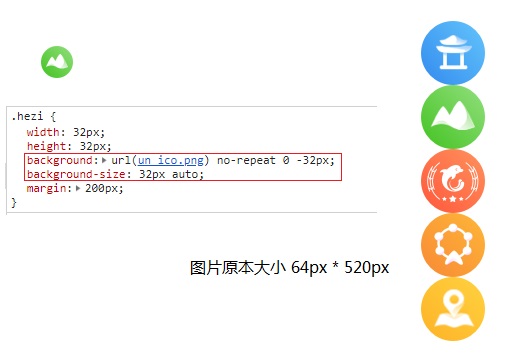 .hezi {
width: 32px;
height: 32px;
background: url(un_ico.png) no-repeat 0 -32px;
background-size: 32px auto;
margin: 200px;
}
图片原本大小 64px * 520px